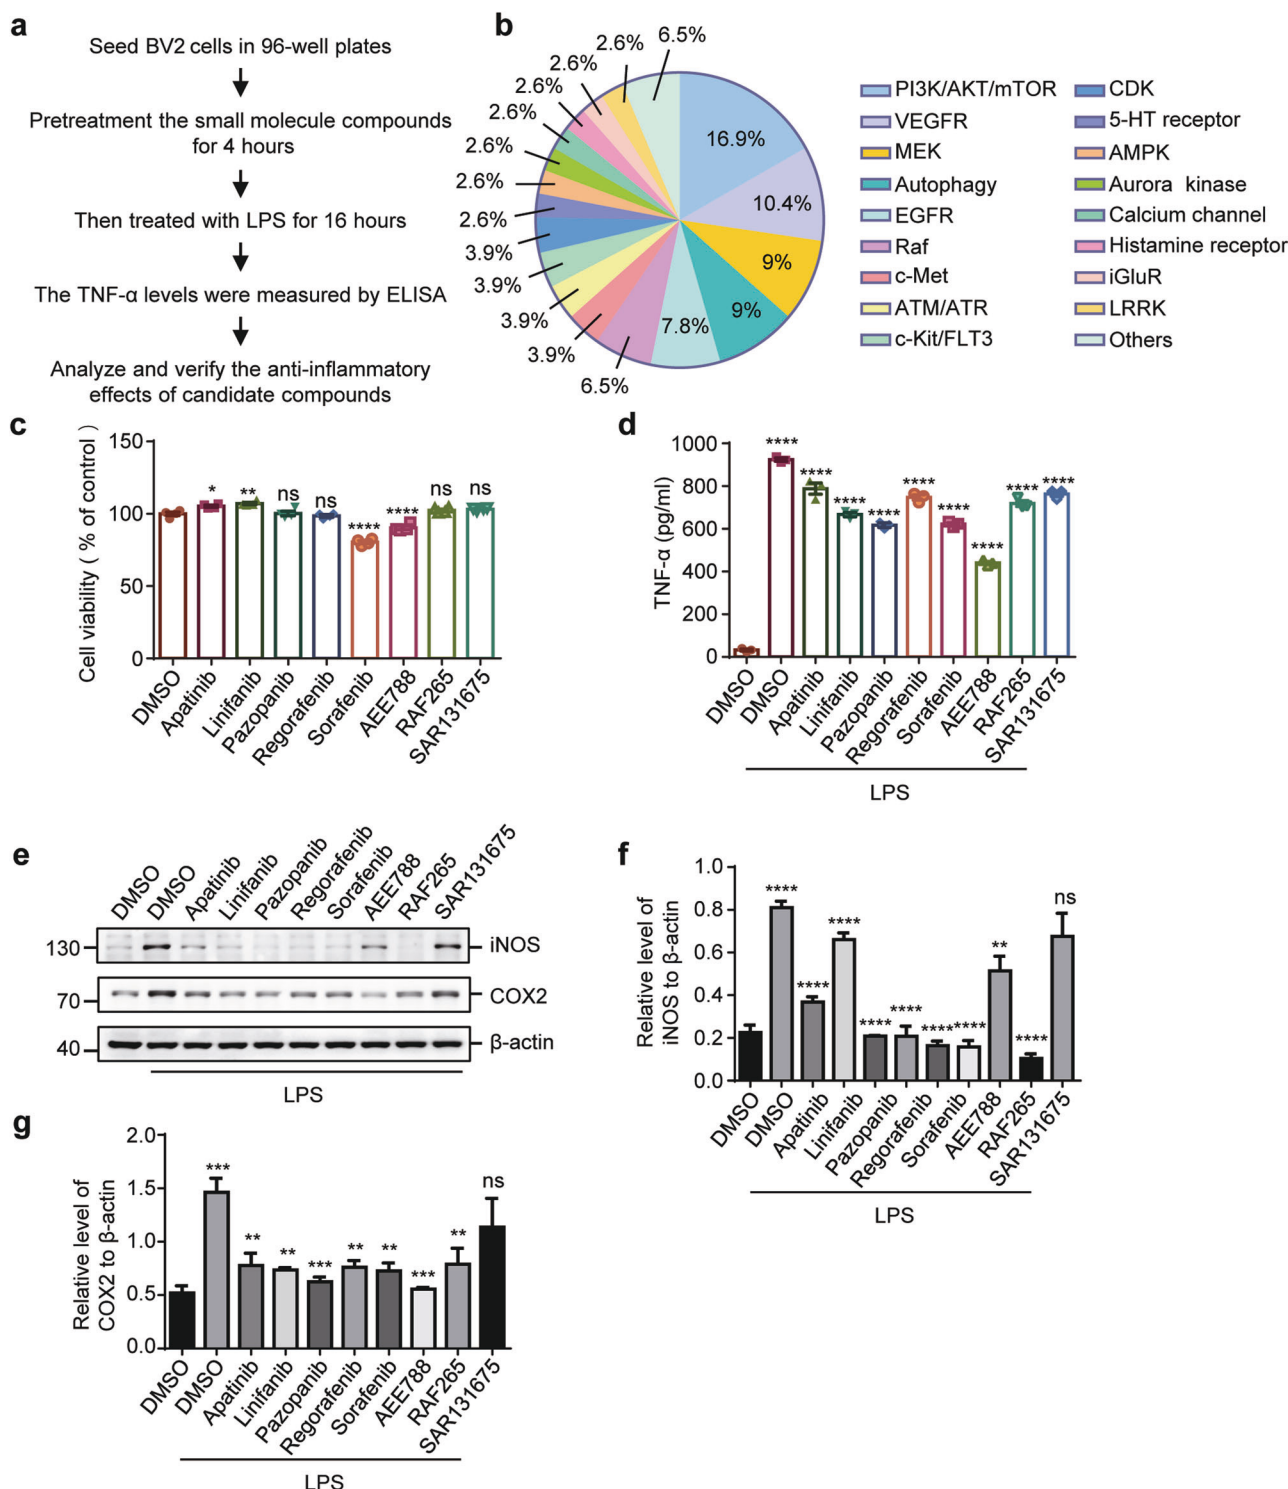 a
Seed BV2 cells in 96-well plates
Pretreatment the small molecule compounds
for 4 hours
Then treated with LPS for 16 hours
The TNF-α levels were measured by ELISA
Analyze and verify the anti-inflammatory
effects of candidate compounds
b
16.9%
10.4%
9%
9%
7.8%
6.5%
3.9%
3.9%
3.9%
3.9%
2.6%
2.6%
2.6%
2.6%
2.6%
2.6%
2.6%
6.5%
PI3K/AKT/mTOR
VEGFR
MEK
Autophagy
EGFR
Raf
c-Met
ATM/ATR
c-Kit/FLT3
CDK
5-HT receptor
AMPK
Aurora kinase
Calcium channel
Histamine receptor
iGluR
LRRK
Others
c
Cell viability ( % of control )
150
100
50
0
* ** ns ns **** **** ns ns
DMSO
Apatinib
Linifanib
Pazopanib
Regorafenib
Sorafenib
AEE788
RAF265
SAR131675
d
TNF-α (pg/ml)
1000
800
600
400
200
0
**** **** **** **** **** **** **** **** ****
DMSO
DMSO
Apatinib
Linifanib
Pazopanib
Regorafenib
Sorafenib
AEE788
RAF265
SAR131675
LPS
e
DMSO
DMSO
Apatinib
Linifanib
Pazopanib
Regorafenib
Sorafenib
AEE788
RAF265
SAR131675
130 iNOS
70 COX2
40 β-actin
LPS
f
Relative level of
iNOS to β-actin
1.0
0.8
0.6
0.4
0.2
0.0
**** **** **** **** **** **** **** ** **** ns
DMSO
DMSO
Apatinib
Linifanib
Pazopanib
Regorafenib
Sorafenib
AEE788
RAF265
SAR131675
LPS
g
Relative level of
COX2 to β-actin
2.0
1.5
1.0
0.5
0.0
*** ** ** *** ** ** *** ** ns
DMSO
DMSO
Apatinib
Linifanib
Pazopanib
Regorafenib
Sorafenib
AEE788
RAF265
SAR131675
LPS